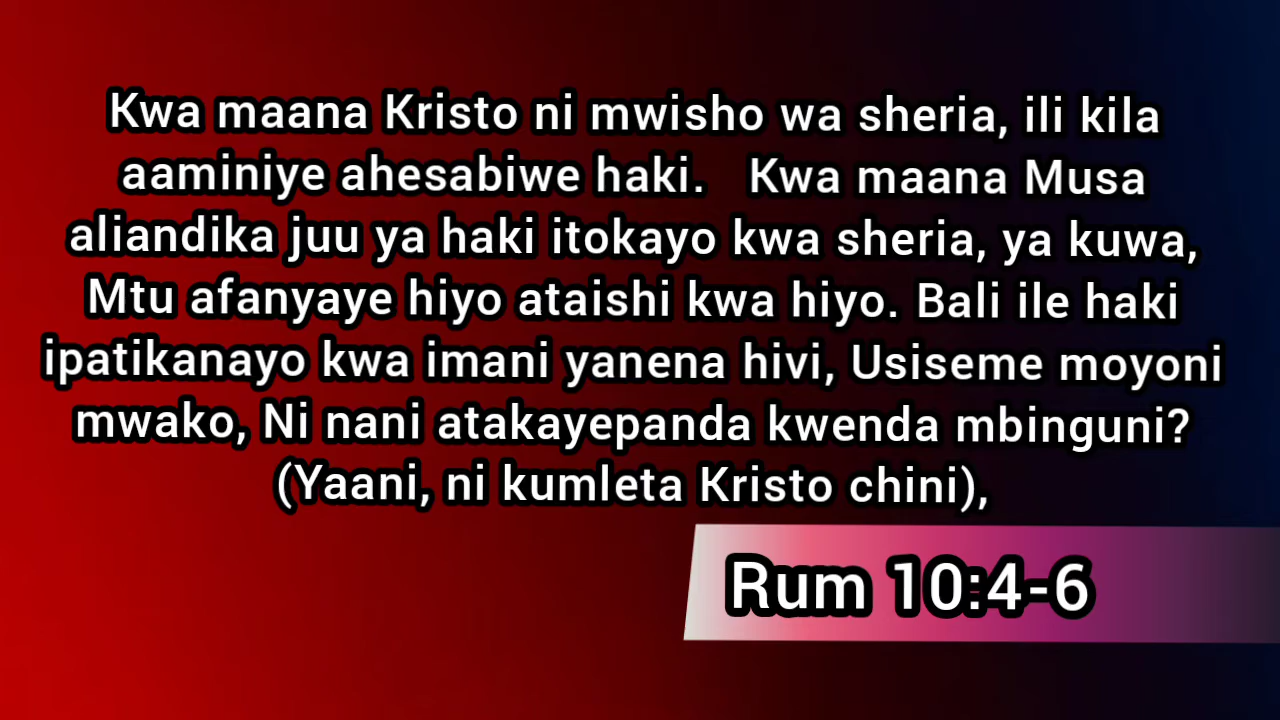 Kwa maana Kristo ni mwisho wa sheria, ili kila
aaminiye ahesabiwe haki. Kwa maana Musa
aliandika juu ya haki itokayo kwa sheria, ya kuwa,
Mtu afanyaye hiyo ataishi kwa hiyo. Bali ile haki
ipatikanayo kwa imani yanena hivi, Usiseme moyoni
mwako, Ni nani atakayepanda kwenda mbinguni?
(Yaani, ni kumleta Kristo chini),
Rum 10:4-6